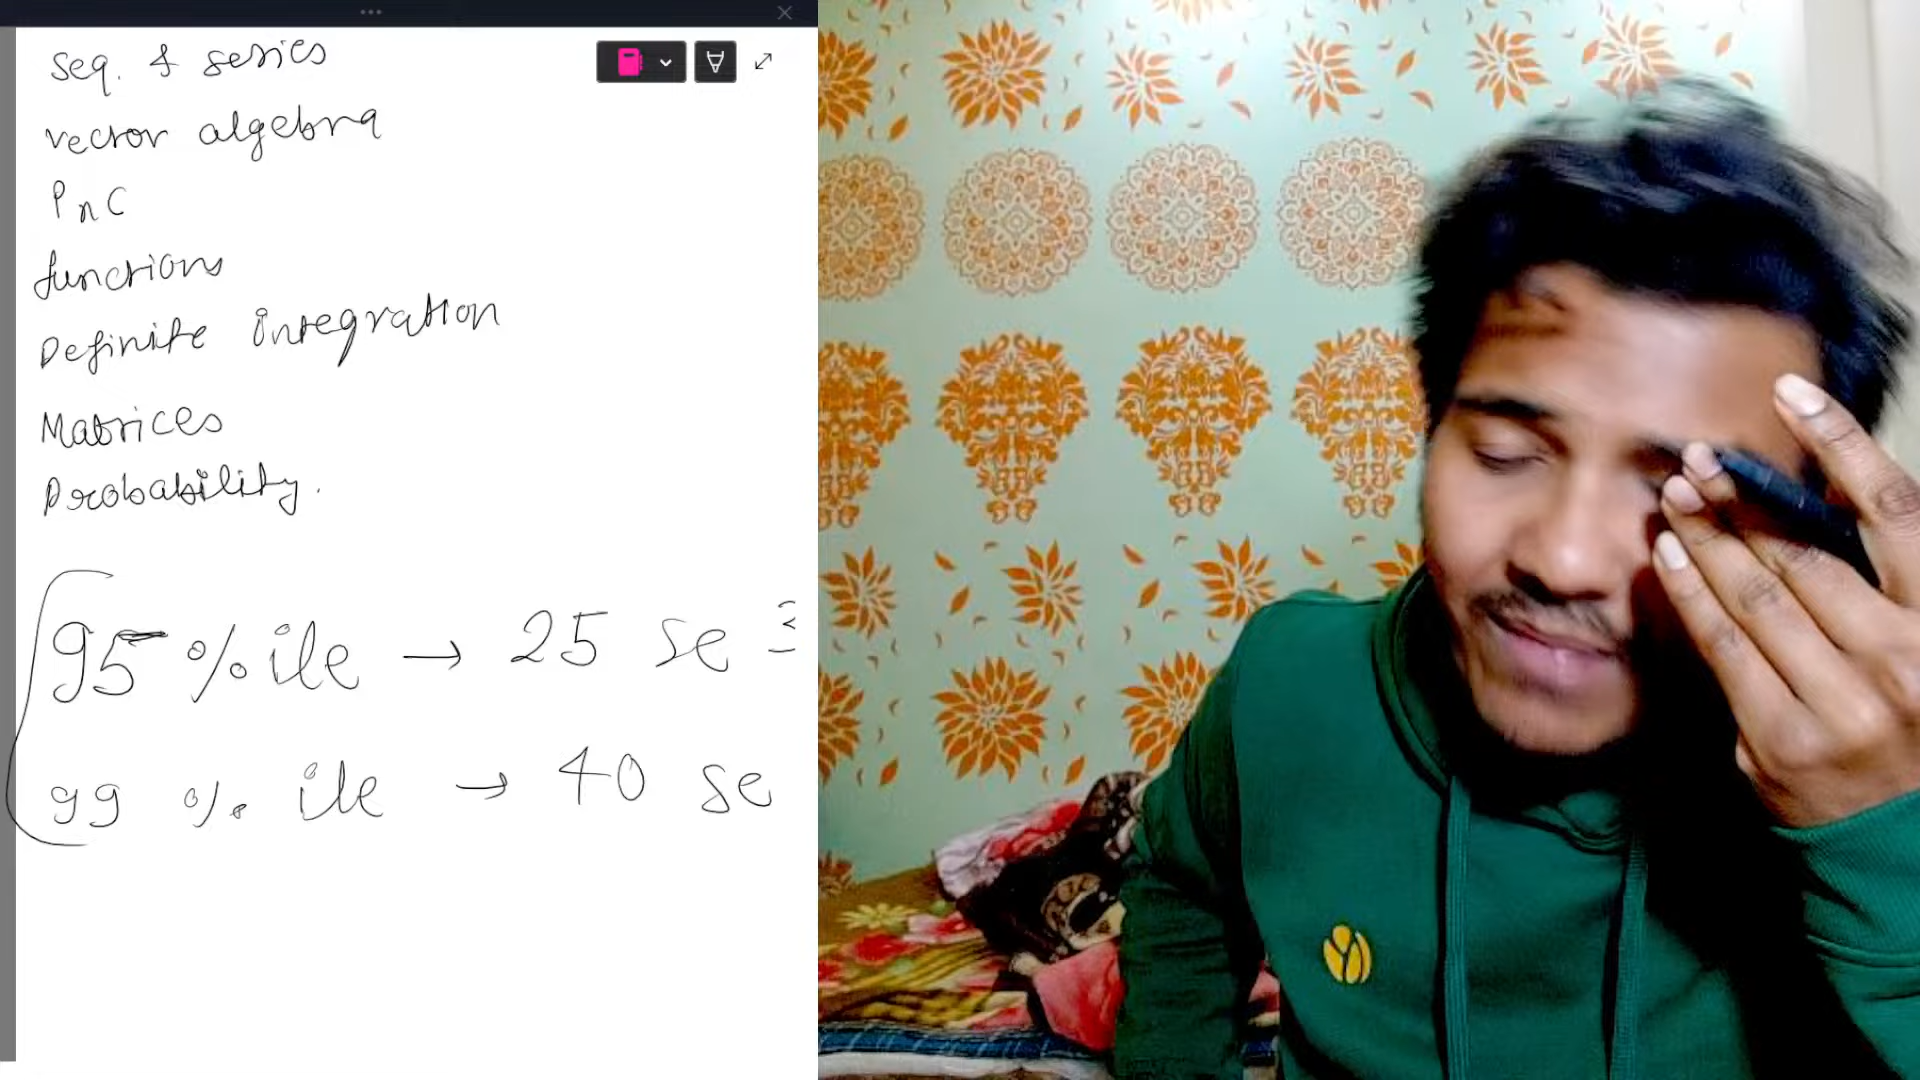 seq. & series
vector algebra
PnC
functions
Definite integration
Matrices
Probability.
95 %ile → 25 se
99 %ile → 40 se